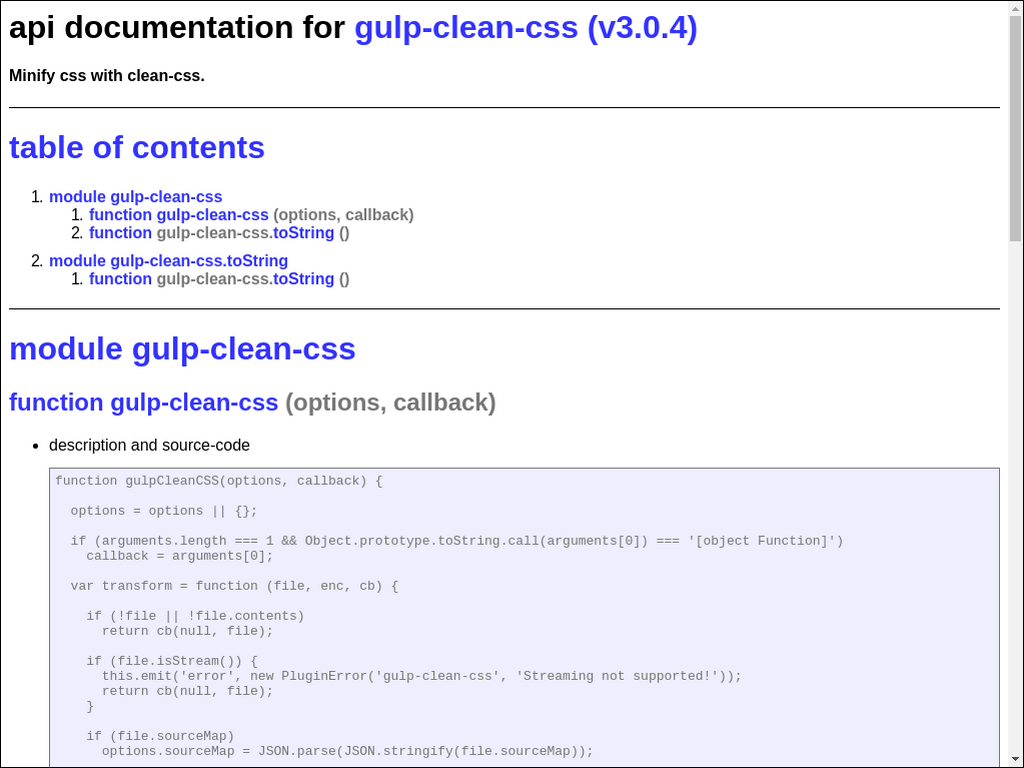 api documentation for gulp-clean-css (v3.0.4)
Minify css with clean-css.
table of contents
1. module gulp-clean-css
1. function gulp-clean-css (options, callback)
2. function gulp-clean-css.toString ()
2. module gulp-clean-css.toString
1. function gulp-clean-css.toString ()
module gulp-clean-css
function gulp-clean-css (options, callback)
• description and source-code
function gulpCleanCSS(options, callback) {
  options = options || {};
  if (arguments.length === 1 && Object.prototype.toString.call(arguments[0]) === '[object Function]')
    callback = arguments[0];
  var transform = function (file, enc, cb) {
    if (!file || !file.contents)
      return cb(null, file);
    if (file.isStream()) {
      this.emit('error', new PluginError('gulp-clean-css', 'Streaming not supported!'));
      return cb(null, file);
    }
    if (file.sourceMap)
      options.sourceMap = JSON.parse(JSON.stringify(file.sourceMap));